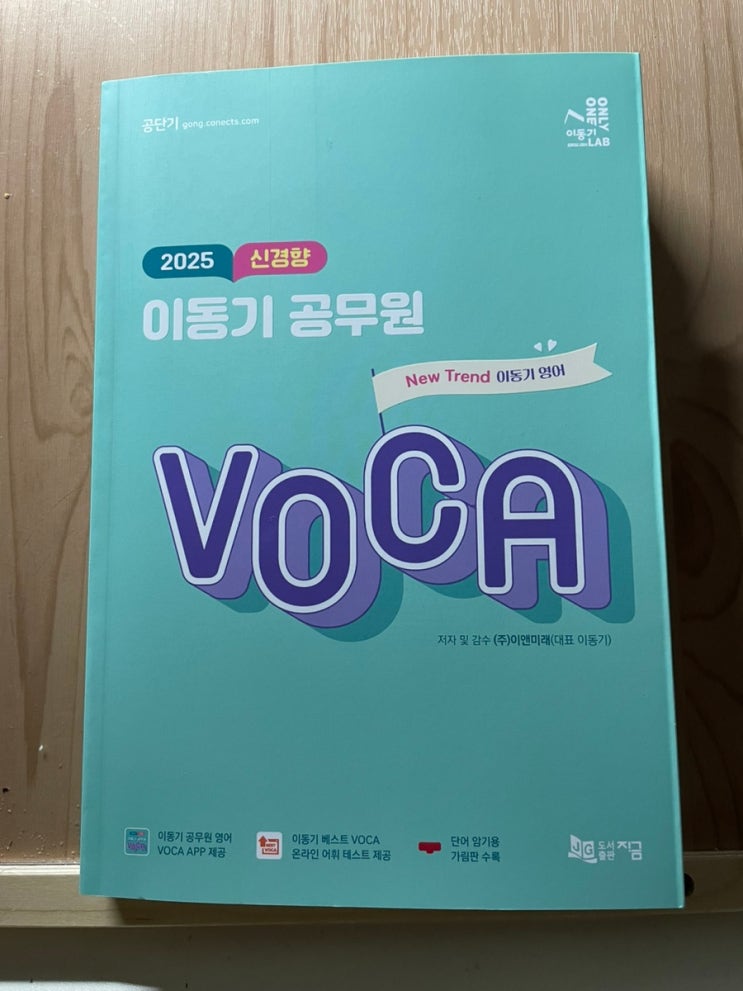 공단기 gong.conects.com
ONLY
ONE
이동기
LAB
2025 신경향
이동기 공무원
New Trend 이동기 영어
VOCA
저자 및 감수 (주)이앤미래(대표 이동기)
이동기 공무원 영어
VOCA APP 제공
이동기 베스트 VOCA
온라인 어휘 테스트 제공
단어 암기용
가림판 수록
JG 도서출판 지금